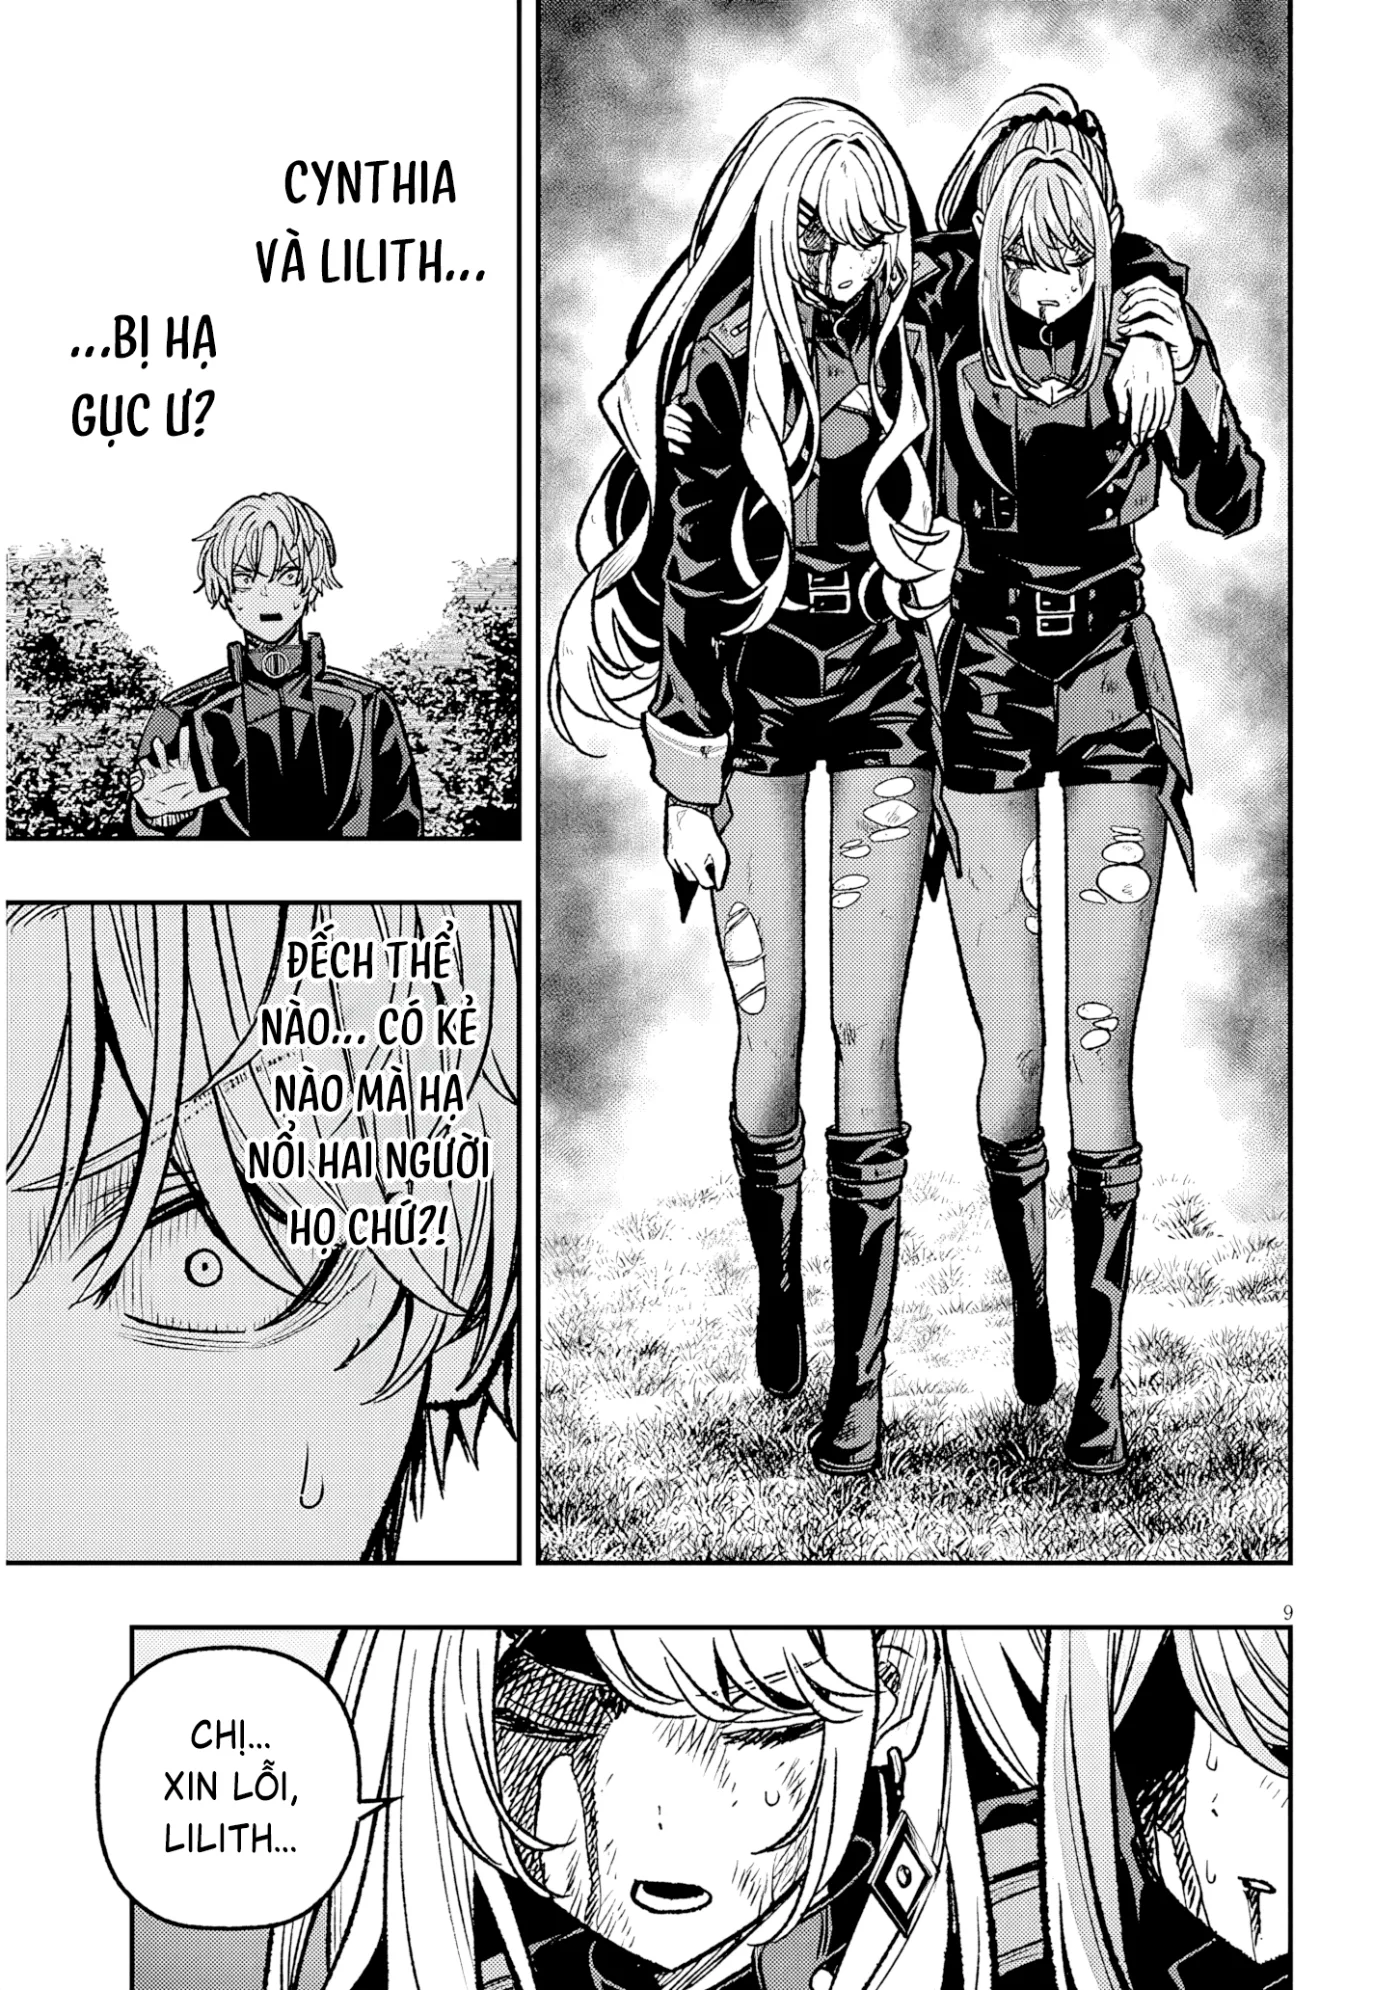 CYNTHIA
VÀ LILITH...
...BỊ HẠ
GỤC Ư?
ĐẾCH THỂ
NÀO... CÓ KẺ
NÀO MÀ HẠ
NỔI HAI NGƯỜI
HỌ CHỨ?!
9
CHỊ...
XIN LỖI,
LILITH...